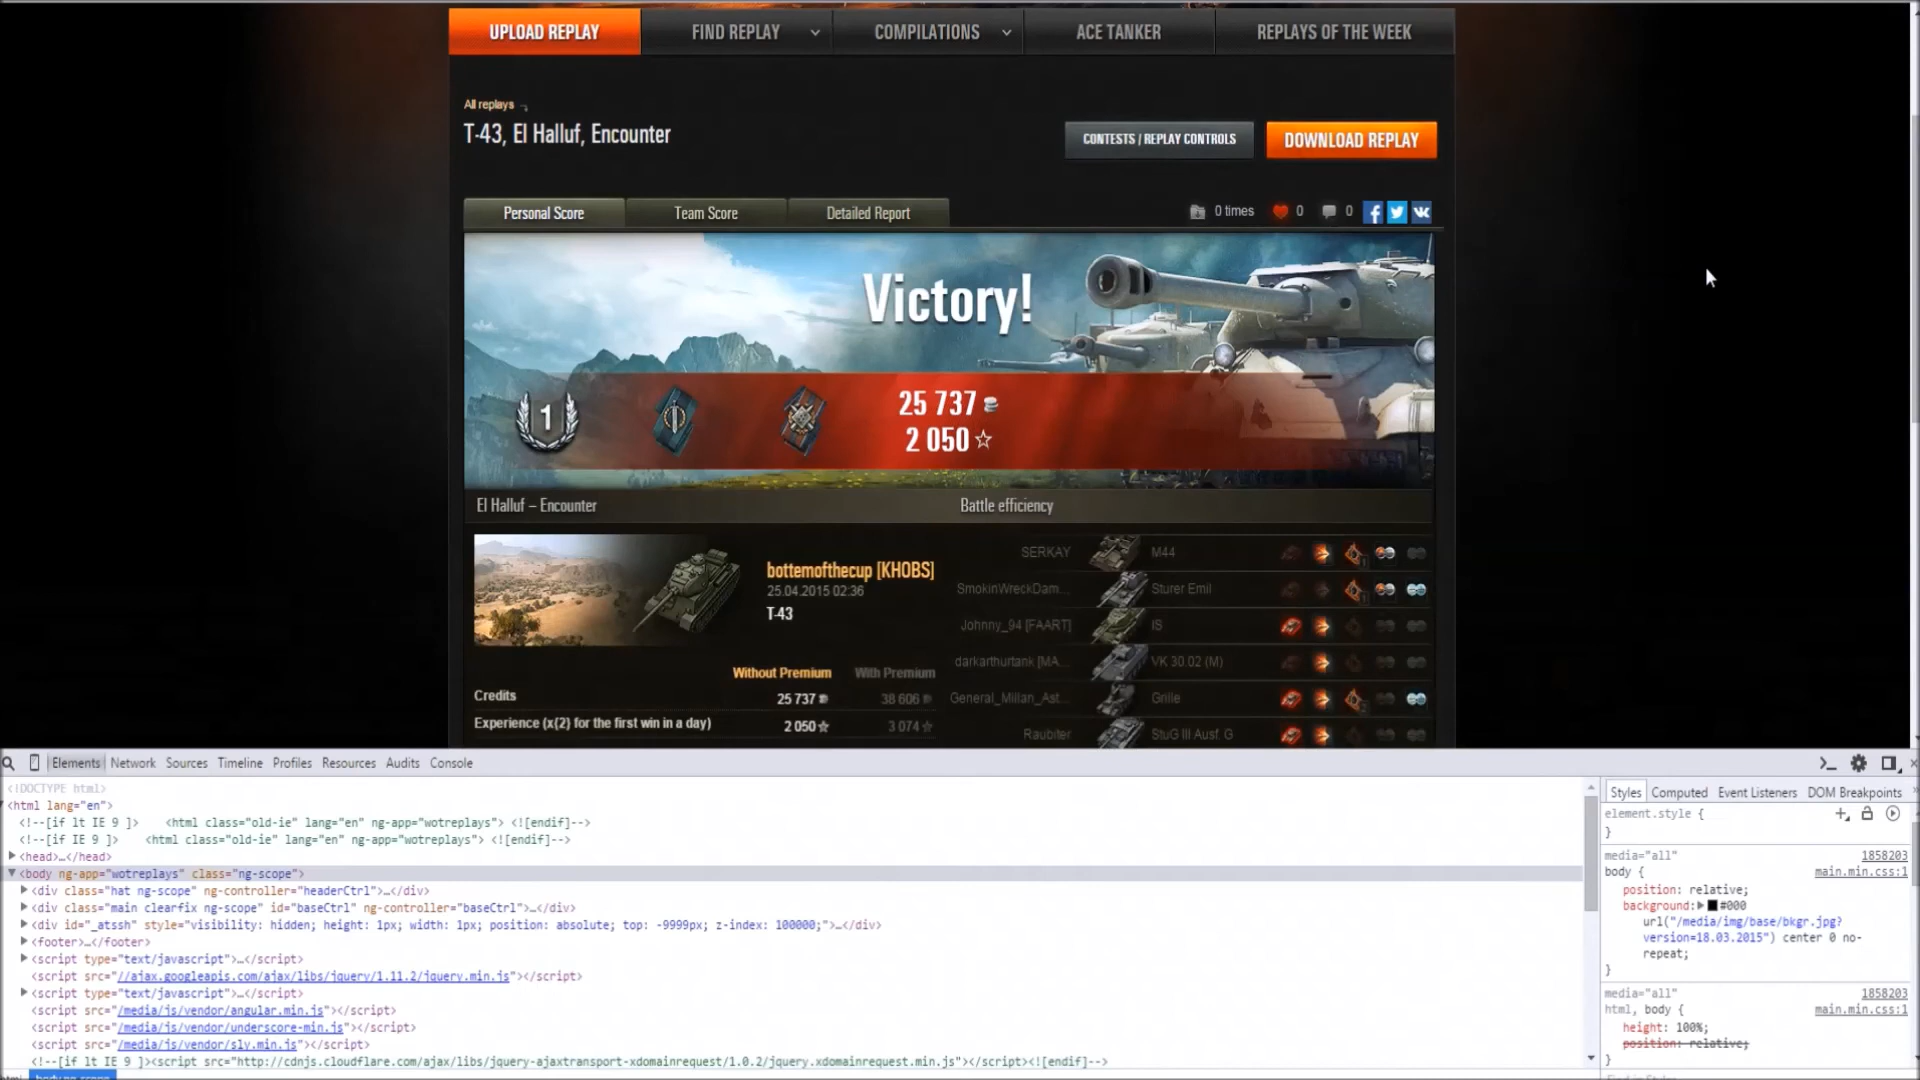 UPLOAD REPLAY
FIND REPLAY
COMPILATIONS
ACE TANKER
REPLAYS OF THE WEEK
All replays
T-43, El Halluf, Encounter
CONTESTS / REPLAY CONTROLS
DOWNLOAD REPLAY
Personal Score
Team Score
Detailed Report
0 times
0
0
Victory!
1
25 737
2 050
El Halluf – Encounter
Battle efficiency
bottemofthecup [KHOBS]
25.04.2015 02:36
T-43
Without Premium
With Premium
Credits
25 737
38 606
Experience (x{2} for the first win in a day)
2 050
3 074
SERKAY
M44
SmokinWreckDam...
Sturer Emil
Johnny_94 [FAART]
IS
darkarthurtank [MA...
VK 30.02 (M)
General_Millan_Ast...
Grille
Raubiter
StuG III Ausf. G
Elements
Network
Sources
Timeline
Profiles
Resources
Audits
Console
<!DOCTYPE html>
<html lang="en">
<!--[if lt IE 9 ]> <html class="old-ie" lang="en" ng-app="wotreplays"> <![endif]-->
<!--[if IE 9 ]> <html class="old-ie" lang="en" ng-app="wotreplays"> <![endif]-->
<head>…</head>
<body ng-app="wotreplays" class="ng-scope">
<div class="hat ng-scope" ng-controller="headerCtrl">…</div>
<div class="main clearfix ng-scope" id="baseCtrl" ng-controller="baseCtrl">…</div>
<div id="_atssh" style="visibility: hidden; height: 1px; width: 1px; position: absolute; top: -9999px; z-index: 100000;">…</div>
<footer>…</footer>
<script type="text/javascript">…</script>
<script src="//ajax.googleapis.com/ajax/libs/jquery/1.11.2/jquery.min.js"></script>
<script type="text/javascript">…</script>
<script src="/media/js/vendor/angular.min.js"></script>
<script src="/media/js/vendor/underscore-min.js"></script>
<script src="/media/js/vendor/sly.min.js"></script>
<!--[if lt IE 9 ]><script src="http://cdnjs.cloudflare.com/ajax/libs/jquery-ajaxtransport-xdomainrequest/1.0.2/jquery.xdomainrequest.min.js"></script><![endif]-->
body.ng-scope
Styles
Computed
Event Listeners
DOM Breakpoints
element.style {
}
media="all"
1858203
body {
main.min.css:1
position: relative;
background: #000
url("/media/img/base/bkgr.jpg?
version=18.03.2015") center 0 no-
repeat;
}
media="all"
1858203
html, body {
main.min.css:1
height: 100%;
position: relative;
}